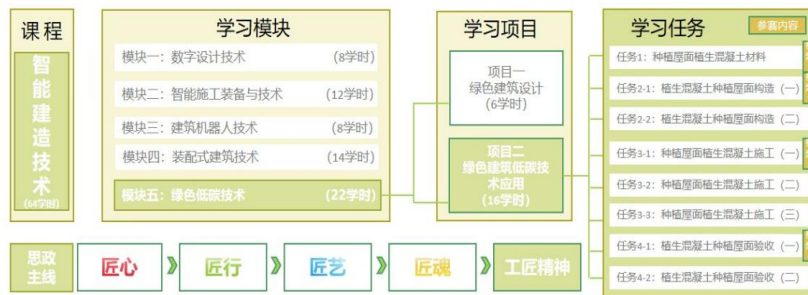 课程
智能建造技术
(64学时)
学习模块
模块一：数字设计技术 (8学时)
模块二：智能施工装备与技术 (12学时)
模块三：建筑机器人技术 (8学时)
模块四：装配式建筑技术 (14学时)
模块五：绿色低碳技术 (22学时)
学习项目
项目一
绿色建筑设计
(6学时)
项目二
绿色建筑低碳技
术应用
(16学时)
学习任务
参赛内容
任务1：种植屋面植生混凝土材料
任务2-1：植生混凝土种植屋面构造（一）
任务2-2：植生混凝土种植屋面构造（二）
任务3-1：种植屋面植生混凝土施工（一）
任务3-2：种植屋面植生混凝土施工（二）
任务3-3：种植屋面植生混凝土施工（三）
任务4-1：植生混凝土种植屋面验收（一）
任务4-2：植生混凝土种植屋面验收（二）
思政
主线
匠心
匠行
匠艺
匠魂
工匠精神